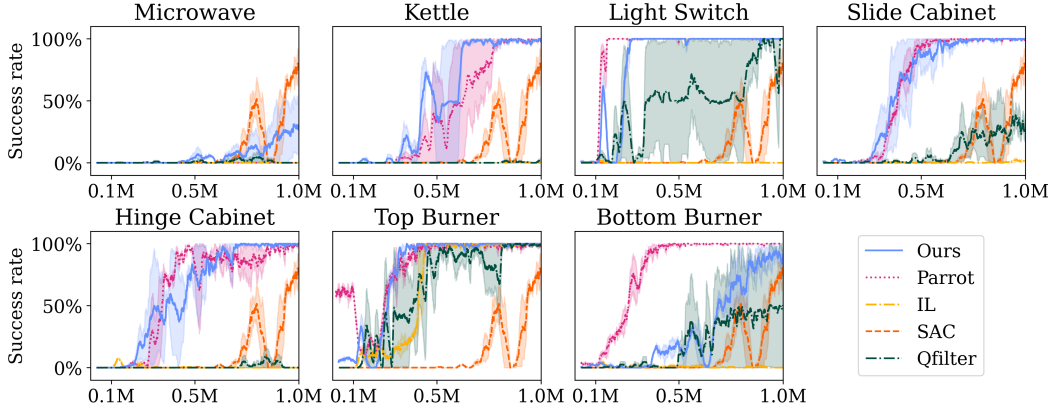 Microwave
Kettle
Light Switch
Slide Cabinet
Success rate
100%
50%
0%
0.1M 0.5M 1.0M
0.1M 0.5M 1.0M
0.1M 0.5M 1.0M
0.1M 0.5M 1.0M
Hinge Cabinet
Top Burner
Bottom Burner
Success rate
100%
50%
0%
0.1M 0.5M 1.0M
0.1M 0.5M 1.0M
0.1M 0.5M 1.0M
Ours
Parrot
IL
SAC
Qfilter